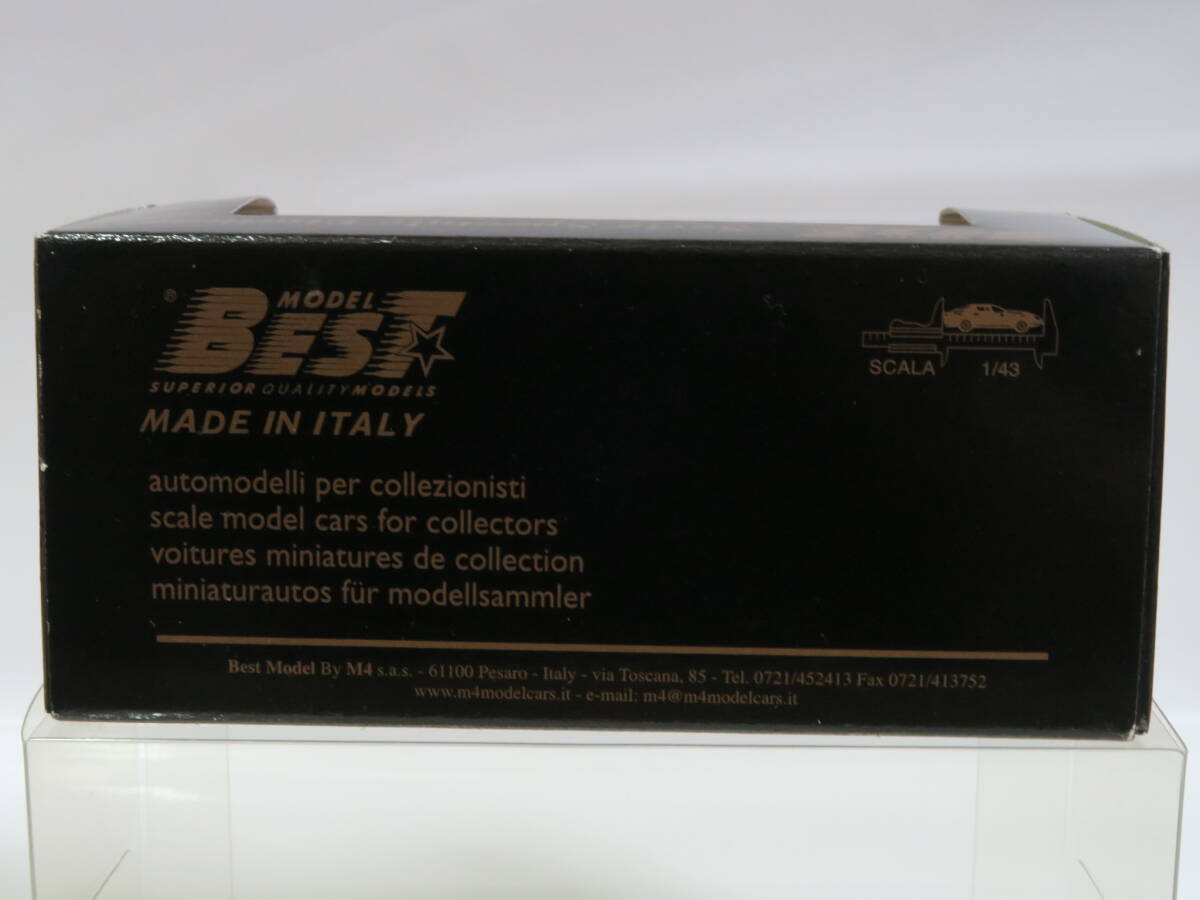 ®
MODEL
BEST
SUPERIOR QUALITY MODELS
MADE IN ITALY
SCALA 1/43
automodelli per collezionisti
scale model cars for collectors
voitures miniatures de collection
miniaturautos für modellsammler
Best Model By M4 s.a.s. - 61100 Pesaro - Italy - via Toscana, 85 - Tel. 0721/452413 Fax 0721/413752
www.m4modelcars.it - e-mail: m4@m4modelcars.it